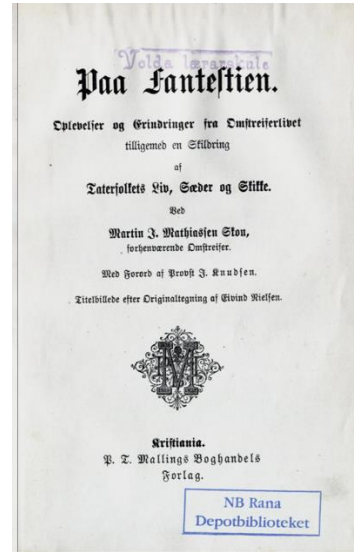 Volda lærarskule
Paa Fantestien.
Oplevelser og Erindringer fra Omstreiferlivet
tilligemed en Skildring
af
Taterfolkets Liv, Sæder og Skikke.
Ved
Martin J. Mathiassen Skou,
forhenværende Omstreifer.
Med Forord af Provst J. Knudsen.
Titelbillede efter Originaltegning af Eivind Nielsen.
M
Kristiania.
P. T. Mallings Boghandels
Forlag.
NB Rana
Depotbiblioteket